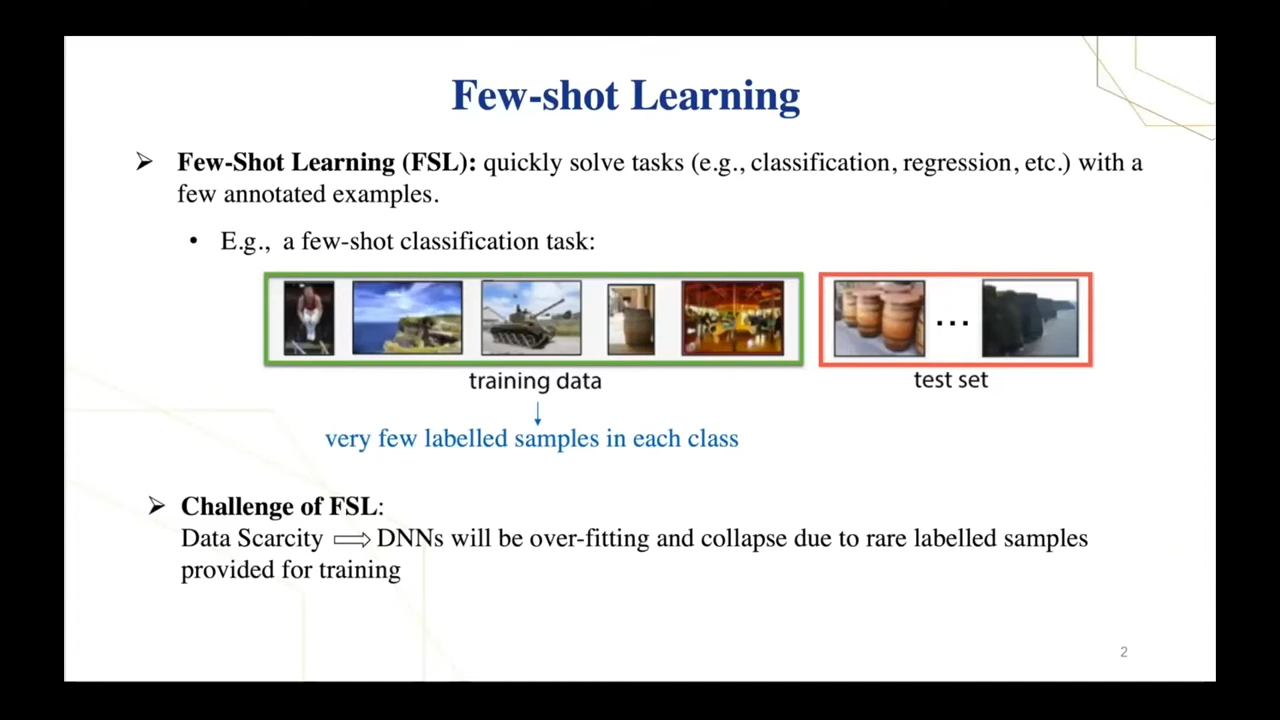 Few-shot Learning
➢ Few-Shot Learning (FSL): quickly solve tasks (e.g., classification, regression, etc.) with a
few annotated examples.
• E.g., a few-shot classification task:
...
training data
test set
very few labelled samples in each class
➢ Challenge of FSL:
Data Scarcity ⟹ DNNs will be over-fitting and collapse due to rare labelled samples
provided for training
2